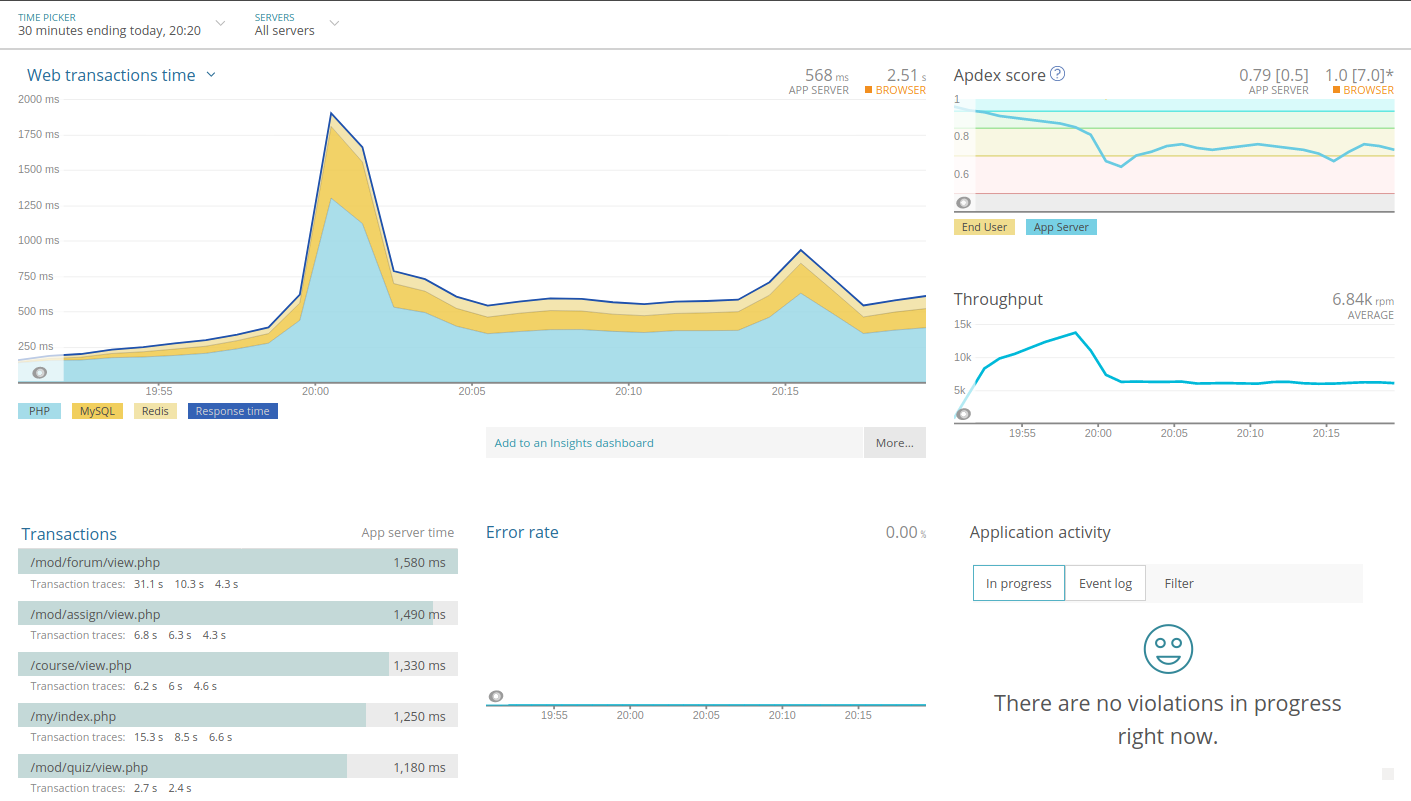 TIME PICKER
30 minutes ending today, 20:20
SERVERS
All servers
Web transactions time
568 ms
APP SERVER
2.51 s
BROWSER
2000 ms
1750 ms
1500 ms
1250 ms
1000 ms
750 ms
500 ms
250 ms
19:55 20:00 20:05 20:10 20:15
PHP MySQL Redis Response time
Add to an Insights dashboard More...
Apdex score ?
0.79 [0.5]
APP SERVER
1.0 [7.0]*
BROWSER
1
0.8
0.6
End User App Server
Throughput
6.84k rpm
AVERAGE
15k
10k
5k
19:55 20:00 20:05 20:10 20:15
Transactions App server time
/mod/forum/view.php 1,580 ms
Transaction traces: 31.1 s 10.3 s 4.3 s
/mod/assign/view.php 1,490 ms
Transaction traces: 6.8 s 6.3 s 4.3 s
/course/view.php 1,330 ms
Transaction traces: 6.2 s 6 s 4.6 s
/my/index.php 1,250 ms
Transaction traces: 15.3 s 8.5 s 6.6 s
/mod/quiz/view.php 1,180 ms
Transaction traces: 2.7 s 2.4 s
Error rate 0.00 %
19:55 20:00 20:05 20:10 20:15
Application activity
In progress Event log Filter
There are no violations in progress
right now.